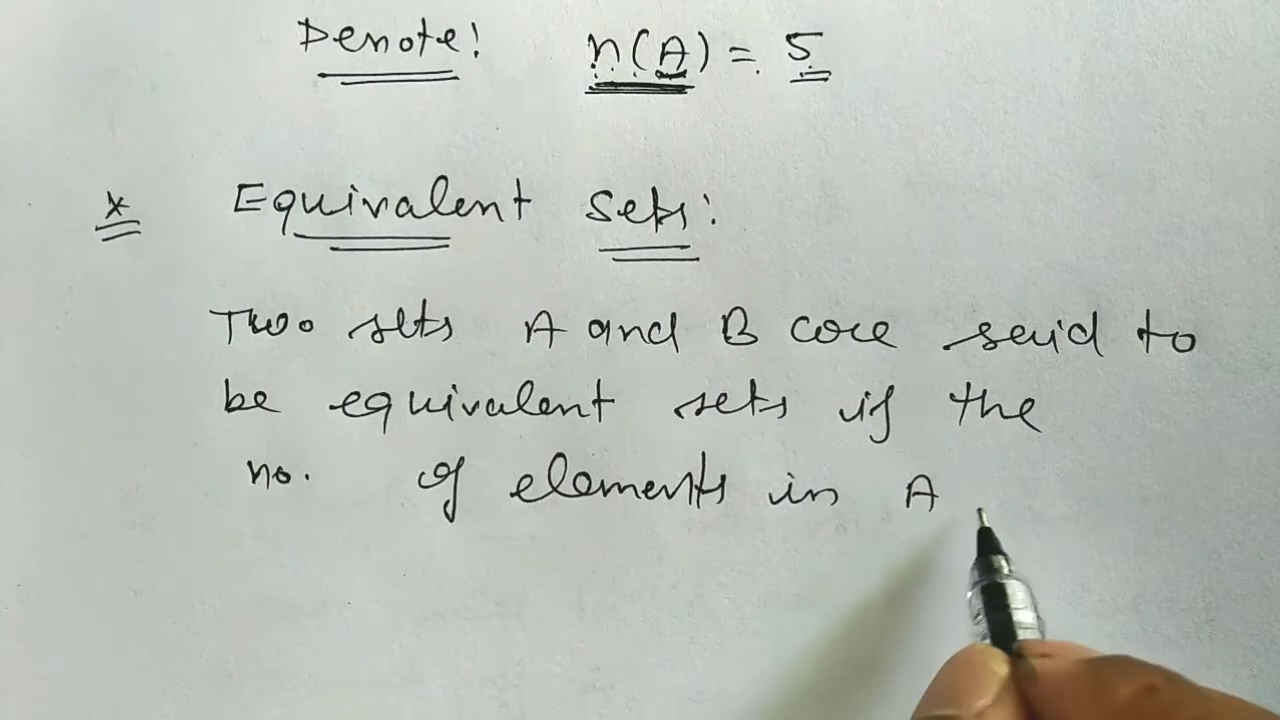 Denote: n(A) = 5
* Equivalent Sets:
Two sets A and B are said to
be equivalent sets if the
no. of elements in A